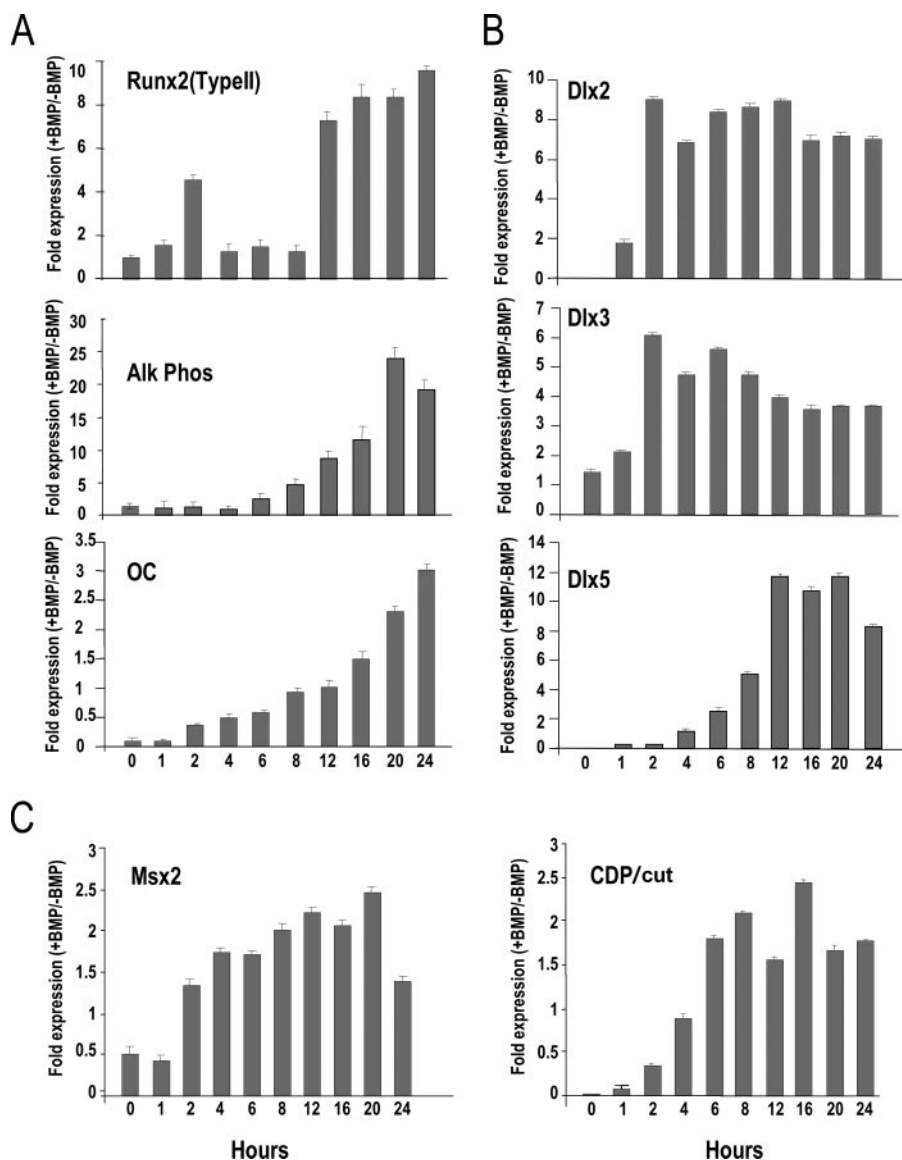 A
Runx2(TypeII)
Fold expression (+BMP/-BMP)
10
8
6
4
2
0
Alk Phos
Fold expression (+BMP/-BMP)
25
20
15
10
5
0
OC
Fold expression (+BMP/-BMP)
3.5
3
2.5
2
1.5
1
0.5
0
0 1 2 4 6 8 12 16 20 24
B
Dlx2
Fold expression (+BMP/-BMP)
10
8
6
4
2
0
Dlx3
Fold expression (+BMP/-BMP)
7
6
5
4
3
2
1
0
Dlx5
Fold expression (+BMP/-BMP)
14
12
10
8
6
4
2
0
0 1 2 4 6 8 12 16 20 24
C
Msx2
Fold expression (+BMP/-BMP)
3
2.5
2
1.5
1
0.5
0
0 1 2 4 6 8 12 16 20 24
Hours
CDP/cut
Fold expression (+BMP/-BMP)
3
2.5
2
1.5
1
0.5
0
0 1 2 4 6 8 12 16 20 24
Hours